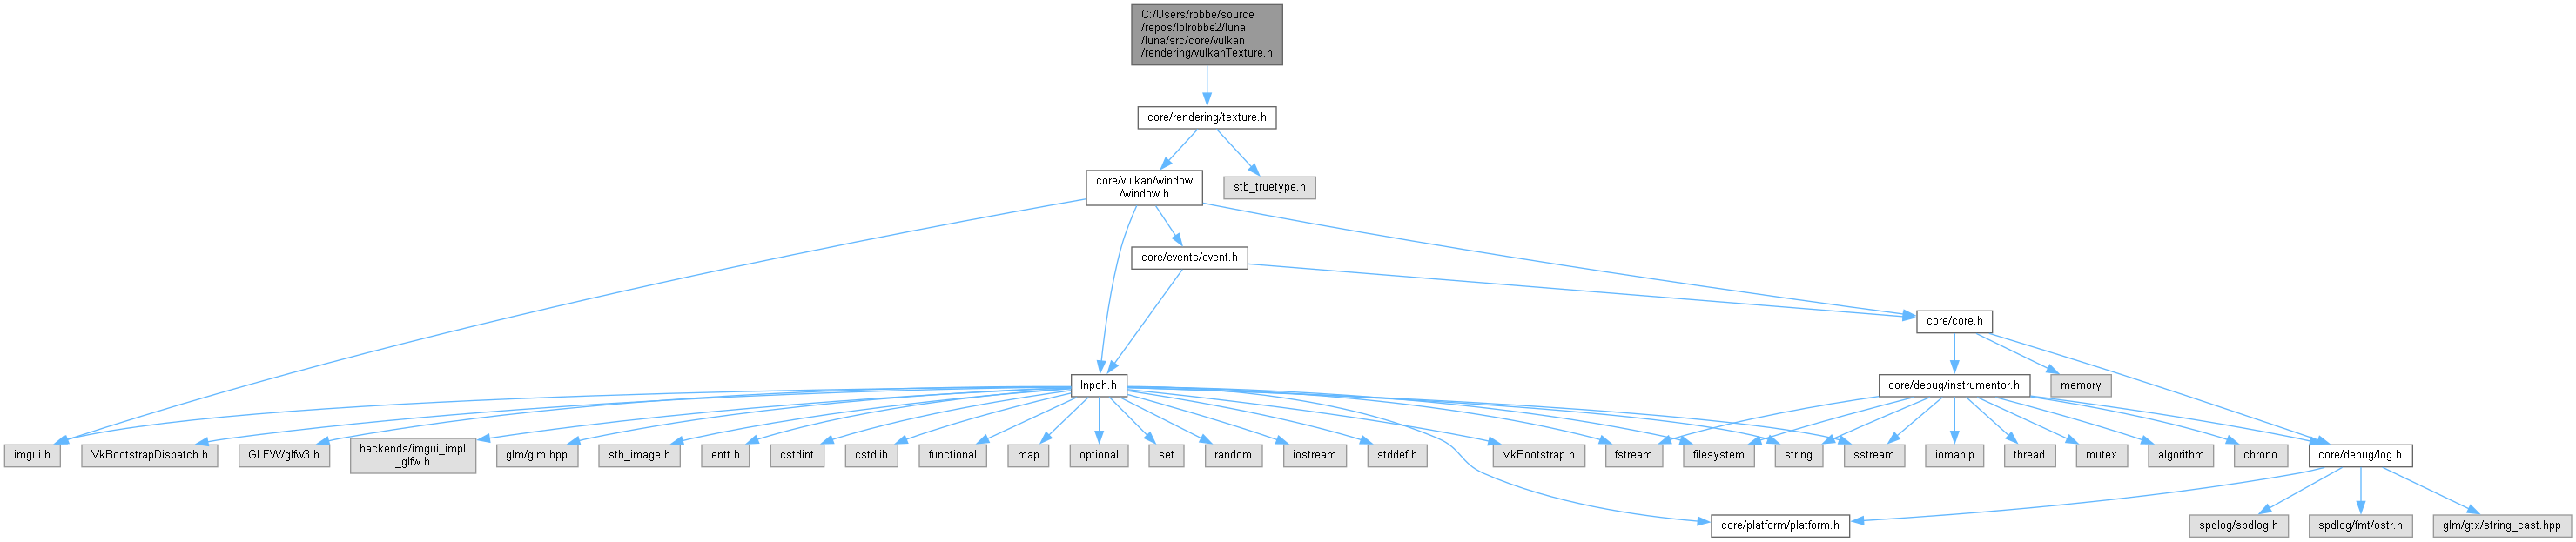 C:/Users/robbe/source
/repos/lolrobbe2/luna
/luna/src/core/vulkan
/rendering/vulkanTexture.h
core/rendering/texture.h
core/vulkan/window
/window.h
stb_truetype.h
core/events/event.h
core/core.h
lnpch.h
core/debug/instrumentor.h
memory
imgui.h
VkBootstrapDispatch.h
GLFW/glfw3.h
backends/imgui_impl
_glfw.h
glm/glm.hpp
stb_image.h
entt.h
cstdint
cstdlib
functional
map
optional
set
random
iostream
stddef.h
VkBootstrap.h
fstream
filesystem
string
sstream
iomanip
thread
mutex
algorithm
chrono
core/debug/log.h
core/platform/platform.h
spdlog/spdlog.h
spdlog/fmt/ostr.h
glm/gtx/string_cast.hpp